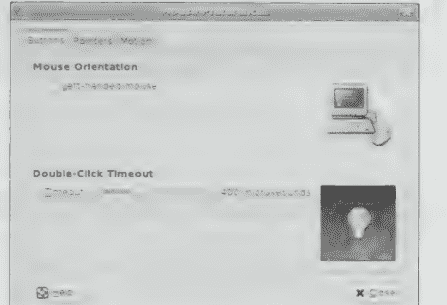 Buttons Pointers Motion
Mouse Orientation
Left-handed mouse
Double-Click Timeout
Timeout 400 milliseconds
Help Close